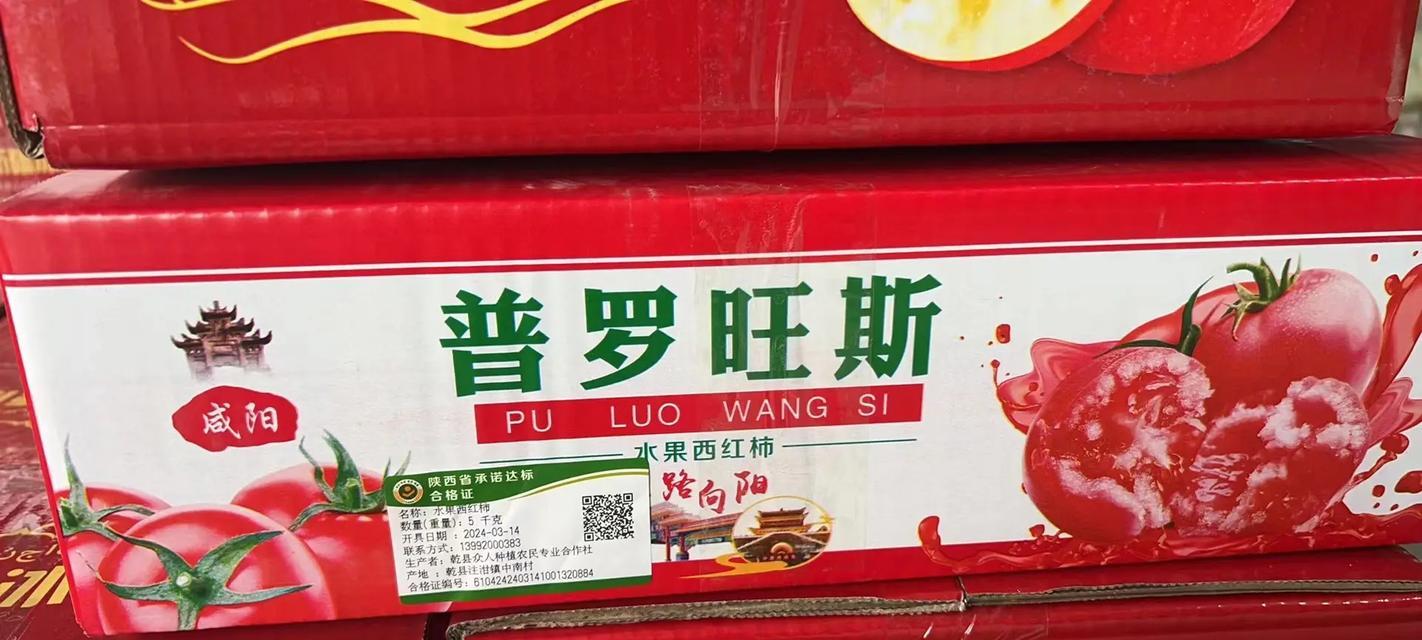 普罗旺斯
PU LUO WANG SI
水果西红柿
路向阳
咸阳
陕西省承诺达标
合格证
名称: 水果西红柿
数量(重量): 5 千克
开具日期 : 2024-03-14
联系方式: 13992000383
生产者: 乾县众人种植农民专业合作社
产地 : 乾县注泔镇中南村
合格证编号: 6104242403141001320884